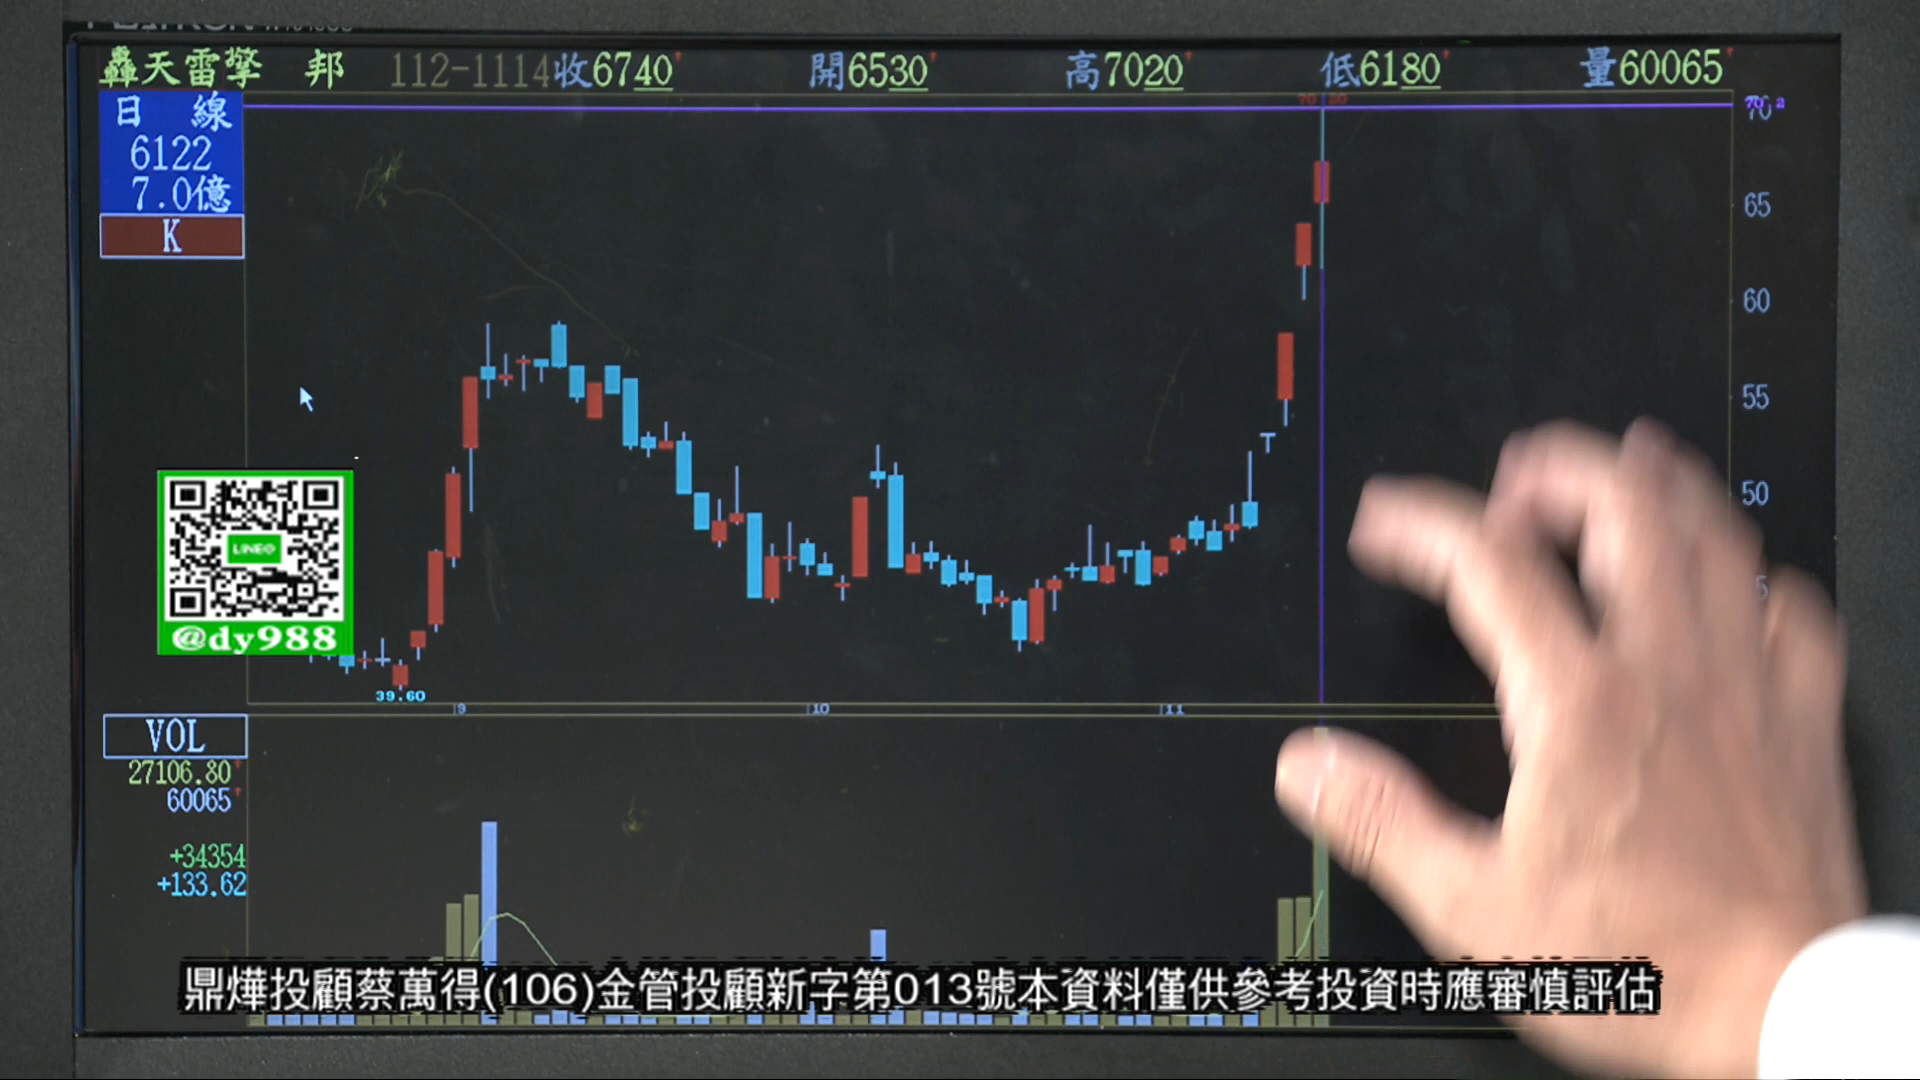 轟天雷擎 邦 112-1114收6740 開6530 高7020 低6180 量60065
日 線
6122
7.0億
K
70
65
60
55
50
LINE
@dy988
39.60
9 10 11
VOL
27106.80
60065
+34354
+133.62
鼎燁投顧蔡萬得(106)金管投顧新字第013號本資料僅供參考投資時應審慎評估